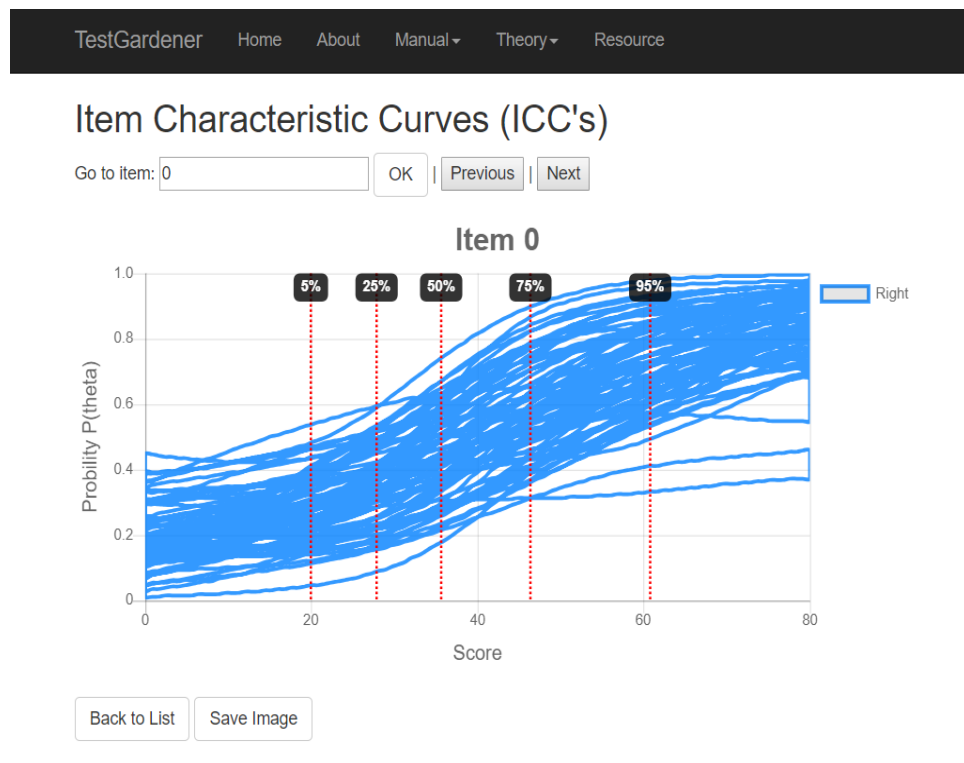 TestGardener Home About Manual Theory Resource
Item Characteristic Curves (ICC's)
Go to item: 0 OK | Previous | Next
Item 0
1.0
0.8
0.6
0.4
0.2
0
Probility P(theta)
5% 25% 50% 75% 95%
Right
0 20 40 60 80
Score
Back to List Save Image